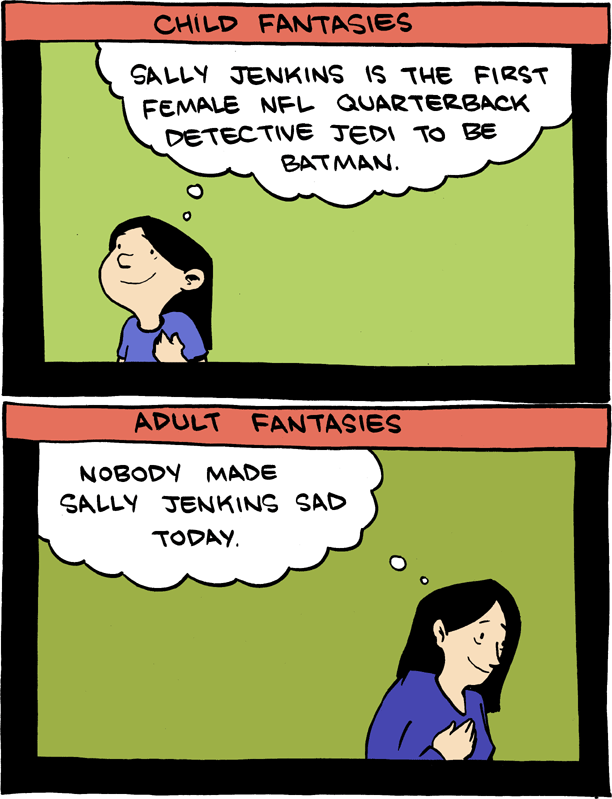 CHILD FANTASIES
SALLY JENKINS IS THE FIRST
FEMALE NFL QUARTERBACK
DETECTIVE JEDI TO BE
BATMAN.
ADULT FANTASIES
NOBODY MADE
SALLY JENKINS SAD
TODAY.